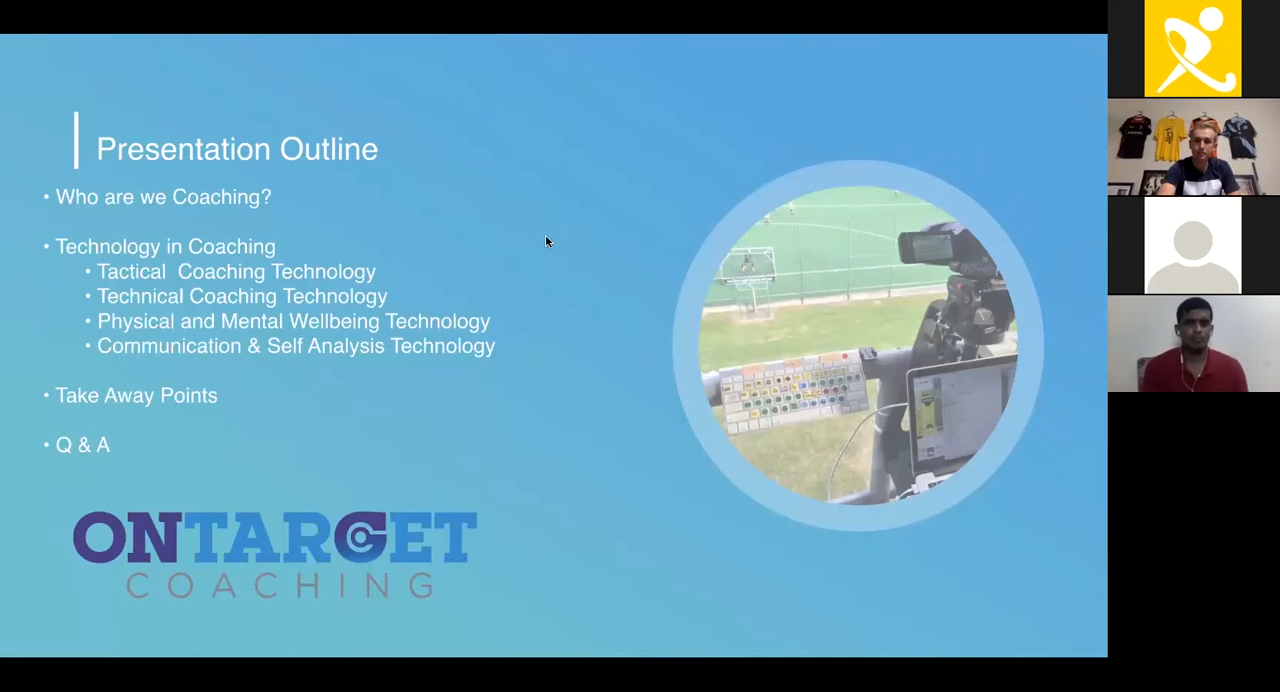 Presentation Outline
• Who are we Coaching?
• Technology in Coaching
• Tactical Coaching Technology
• Technical Coaching Technology
• Physical and Mental Wellbeing Technology
• Communication & Self Analysis Technology
• Take Away Points
• Q & A
ONTARGET
COACHING